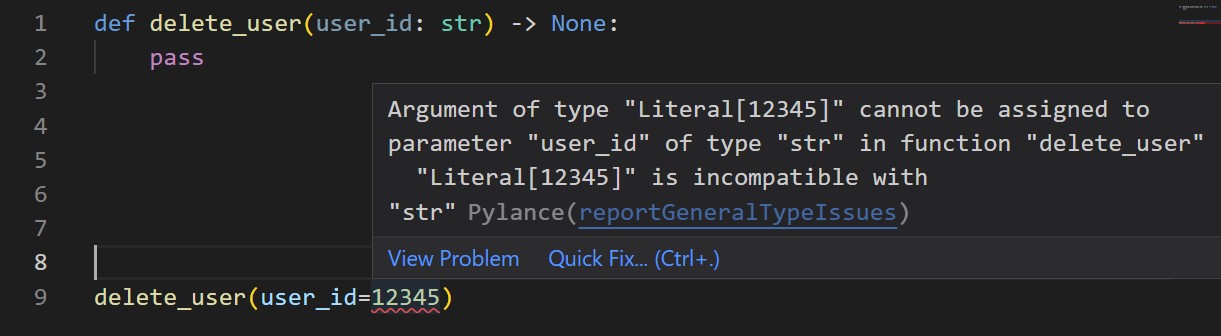 1 def delete_user(user_id: str) -> None:
2     pass
3
Argument of type "Literal[12345]" cannot be assigned to
4
parameter "user_id" of type "str" in function "delete_user"
5
  "Literal[12345]" is incompatible with
6
"str" Pylance(reportGeneralTypeIssues)
7
View Problem Quick Fix... (Ctrl+.)
8
9 delete_user(user_id=12345)